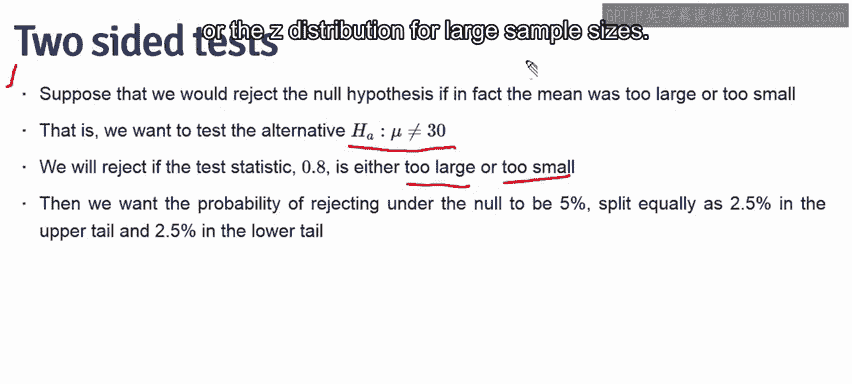 or the z distribution for large sample sizes.
Two sided tests
· Suppose that we would reject the null hypothesis if in fact the mean was too large or too small
· That is, we want to test the alternative Hₐ : μ ≠ 30
· We will reject if the test statistic, 0.8, is either too large or too small
· Then we want the probability of rejecting under the null to be 5%, split equally as 2.5% in the
upper tail and 2.5% in the lower tail